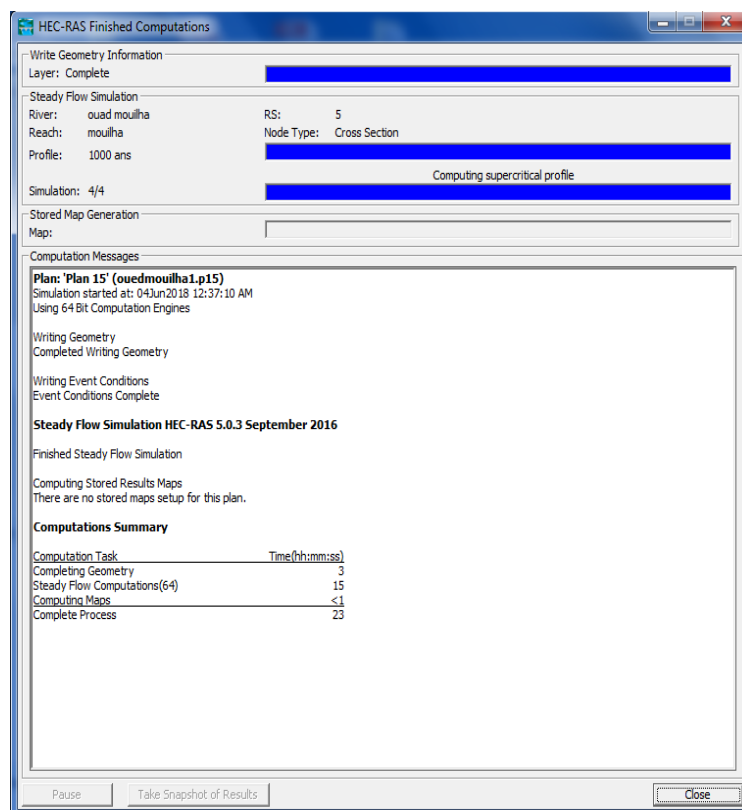 HEC-RAS Finished Computations
Write Geometry Information
Layer: Complete
Steady Flow Simulation
River: ouad mouilha RS: 5
Reach: mouilha Node Type: Cross Section
Profile: 1000 ans
Computing supercritical profile
Simulation: 4/4
Stored Map Generation
Map:
Computation Messages
Plan: 'Plan 15' (ouedmouilha1.p15)
Simulation started at: 04Jun2018 12:37:10 AM
Using 64 Bit Computation Engines
Writing Geometry
Completed Writing Geometry
Writing Event Conditions
Event Conditions Complete
Steady Flow Simulation HEC-RAS 5.0.3 September 2016
Finished Steady Flow Simulation
Computing Stored Results Maps
There are no stored maps setup for this plan.
Computations Summary
Computation Task Time(hh:mm:ss)
Completing Geometry 3
Steady Flow Computations(64) 15
Computing Maps <1
Complete Process 23
Pause Take Snapshot of Results Close